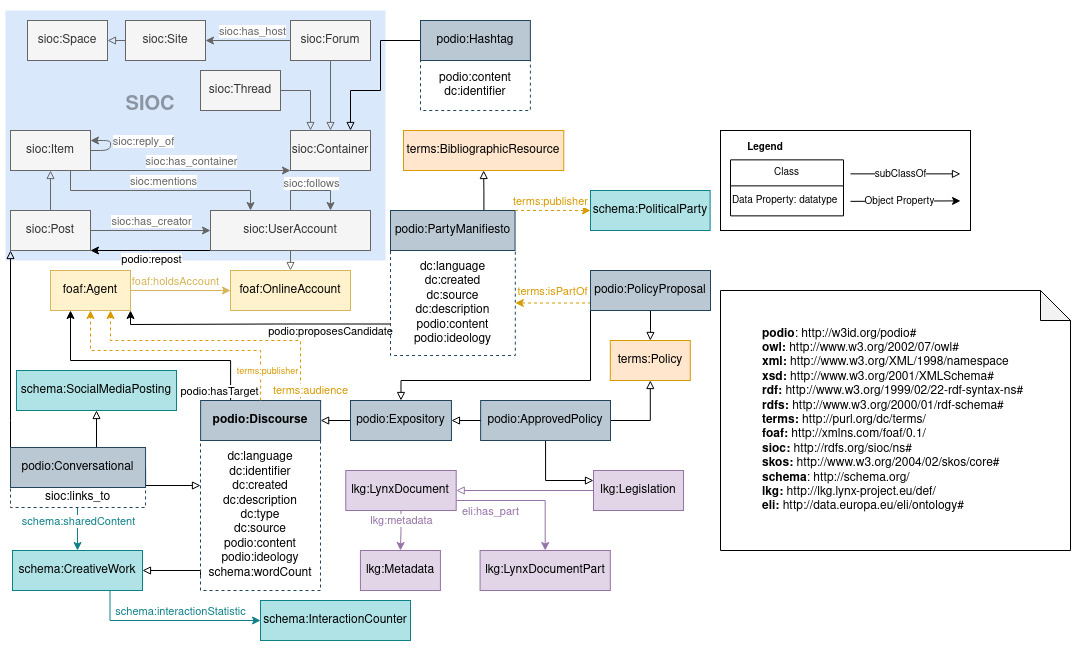 sioc:Space
sioc:Site
sioc:has_host
sioc:Forum
podio:Hashtag
podio:content
dc:identifier
sioc:Thread
SIOC
sioc:Item
sioc:reply_of
sioc:has_container
sioc:Container
sioc:mentions
sioc:follows
terms:BibliographicResource
Legend
Class
Data Property: datatype
subClassOf
Object Property
sioc:Post
sioc:has_creator
sioc:UserAccount
podio:repost
terms:publisher
schema:PoliticalParty
podio:PartyManifiesto
dc:language
dc:created
dc:source
dc:description
podio:content
podio:ideology
foaf:Agent
foaf:holdsAccount
foaf:OnlineAccount
terms:isPartOf
podio:PolicyProposal
podio:proposesCandidate
terms:Policy
schema:SocialMediaPosting
terms:publisher
podio:hasTarget
terms:audience
podio:Discourse
podio:Expository
podio:ApprovedPolicy
dc:language
dc:identifier
dc:created
dc:description
dc:type
dc:source
podio:content
podio:ideology
schema:wordCount
podio:Conversational
sioc:links_to
schema:sharedContent
schema:CreativeWork
schema:interactionStatistic
schema:InteractionCounter
lkg:LynxDocument
lkg:Legislation
lkg:metadata
eli:has_part
lkg:Metadata
lkg:LynxDocumentPart
podio: http://w3id.org/podio#
owl: http://www.w3.org/2002/07/owl#
xml: http://www.w3.org/XML/1998/namespace
xsd: http://www.w3.org/2001/XMLSchema#
rdf: http://www.w3.org/1999/02/22-rdf-syntax-ns#
rdfs: http://www.w3.org/2000/01/rdf-schema#
terms: http://purl.org/dc/terms/
foaf: http://xmlns.com/foaf/0.1/
sioc: http://rdfs.org/sioc/ns#
skos: http://www.w3.org/2004/02/skos/core#
schema: http://schema.org/
lkg: http://lkg.lynx-project.eu/def/
eli: http://data.europa.eu/eli/ontology#